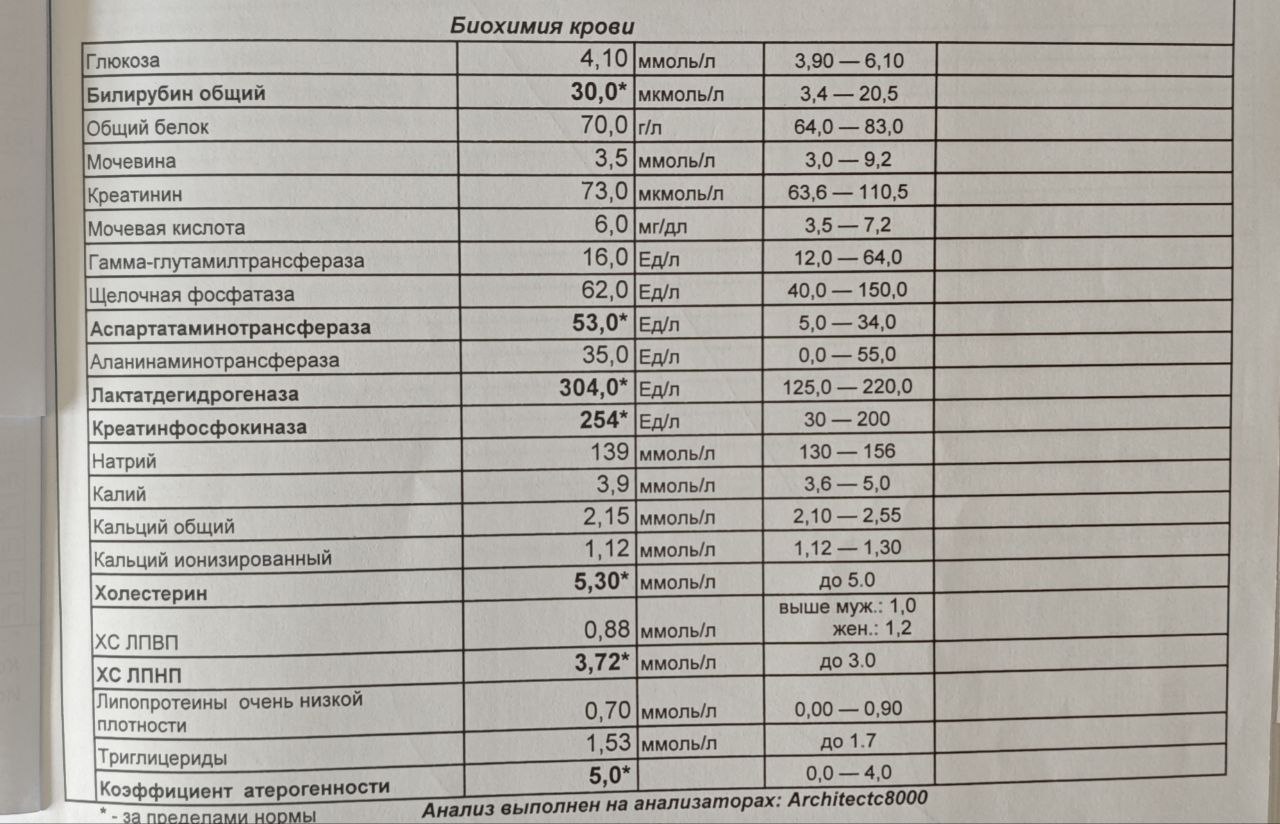 Биохимия крови
Глюкоза 4,10 ммоль/л 3,90 — 6,10
Билирубин общий 30,0* мкмоль/л 3,4 — 20,5
Общий белок 70,0 г/л 64,0 — 83,0
Мочевина 3,5 ммоль/л 3,0 — 9,2
Креатинин 73,0 мкмоль/л 63,6 — 110,5
Мочевая кислота 6,0 мг/дл 3,5 — 7,2
Гамма-глутамилтрансфераза 16,0 Ед/л 12,0 — 64,0
Щелочная фосфатаза 62,0 Ед/л 40,0 — 150,0
Аспартатаминотрансфераза 53,0* Ед/л 5,0 — 34,0
Аланинаминотрансфераза 35,0 Ед/л 0,0 — 55,0
Лактатдегидрогеназа 304,0* Ед/л 125,0 — 220,0
Креатинфосфокиназа 254* Ед/л 30 — 200
Натрий 139 ммоль/л 130 — 156
Калий 3,9 ммоль/л 3,6 — 5,0
Кальций общий 2,15 ммоль/л 2,10 — 2,55
Кальций ионизированный 1,12 ммоль/л 1,12 — 1,30
Холестерин 5,30* ммоль/л до 5.0
выше муж.: 1,0
ХС ЛПВП 0,88 ммоль/л жен.: 1,2
ХС ЛПНП 3,72* ммоль/л до 3.0
Липопротеины очень низкой
плотности 0,70 ммоль/л 0,00 — 0,90
Триглицериды 1,53 ммоль/л до 1.7
Коэффициент атерогенности 5,0* 0,0 — 4,0
* - за пределами нормы
Анализ выполнен на анализаторах: Architectc8000